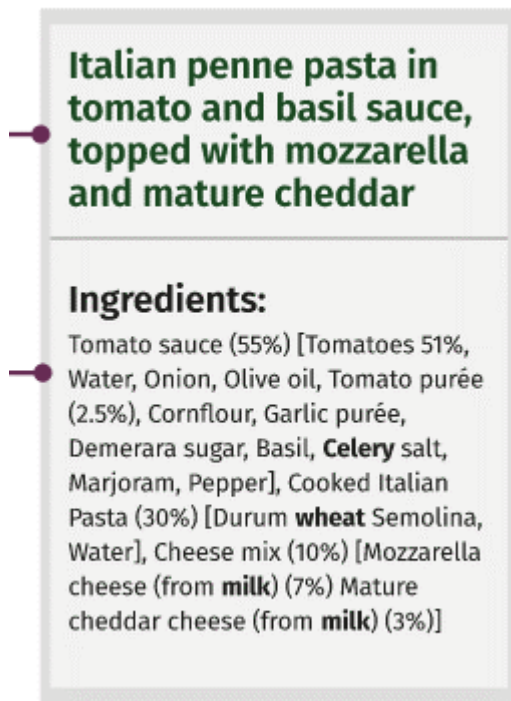 Italian penne pasta in
tomato and basil sauce,
topped with mozzarella
and mature cheddar
Ingredients:
Tomato sauce (55%) [Tomatoes 51%,
Water, Onion, Olive oil, Tomato purée
(2.5%), Cornflour, Garlic purée,
Demerara sugar, Basil, Celery salt,
Marjoram, Pepper], Cooked Italian
Pasta (30%) [Durum wheat Semolina,
Water], Cheese mix (10%) [Mozzarella
cheese (from milk) (7%) Mature
cheddar cheese (from milk) (3%)]